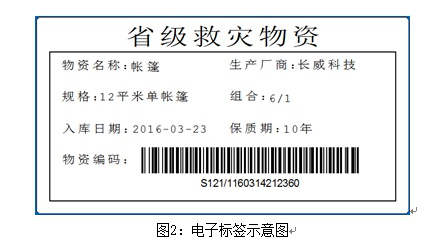 省级救灾物资
物资名称:帐篷 生产厂商:长威科技
规格:12平米单帐篷 组合:6/1
入库日期:2016-03-23 保质期:10年
物资编码:
S121/1160314212360
图2：电子标签示意图